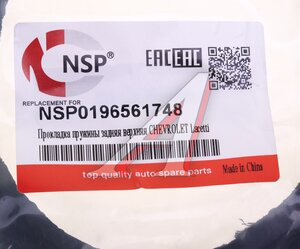 NSP®
EAC EAC
REPLACEMENT FOR
NSP0196561748
Прокладка пружины задняя верхняя CHEVROLET Lacetti
Made in China
top-quality auto spare parts